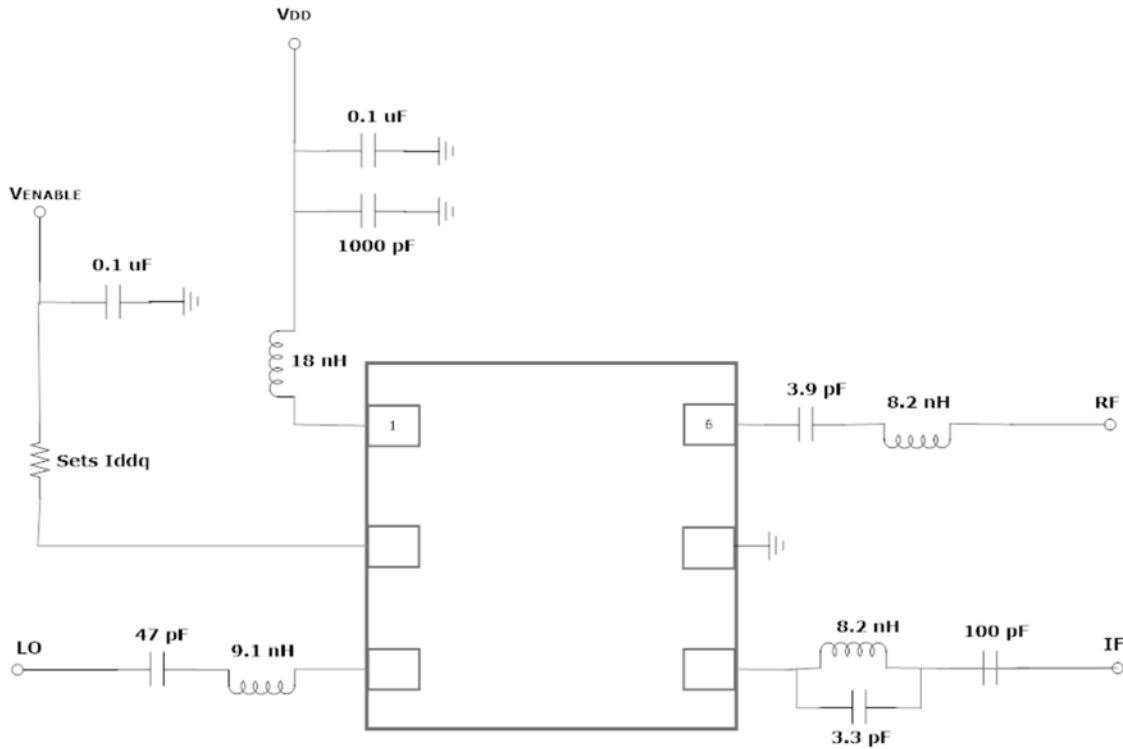 VDD
0.1 uF
VENABLE
1000 pF
0.1 uF
18 nH
3.9 pF
8.2 nH
RF
1
6
Sets Iddq
LO
47 pF
9.1 nH
8.2 nH
100 pF
IF
3.3 pF